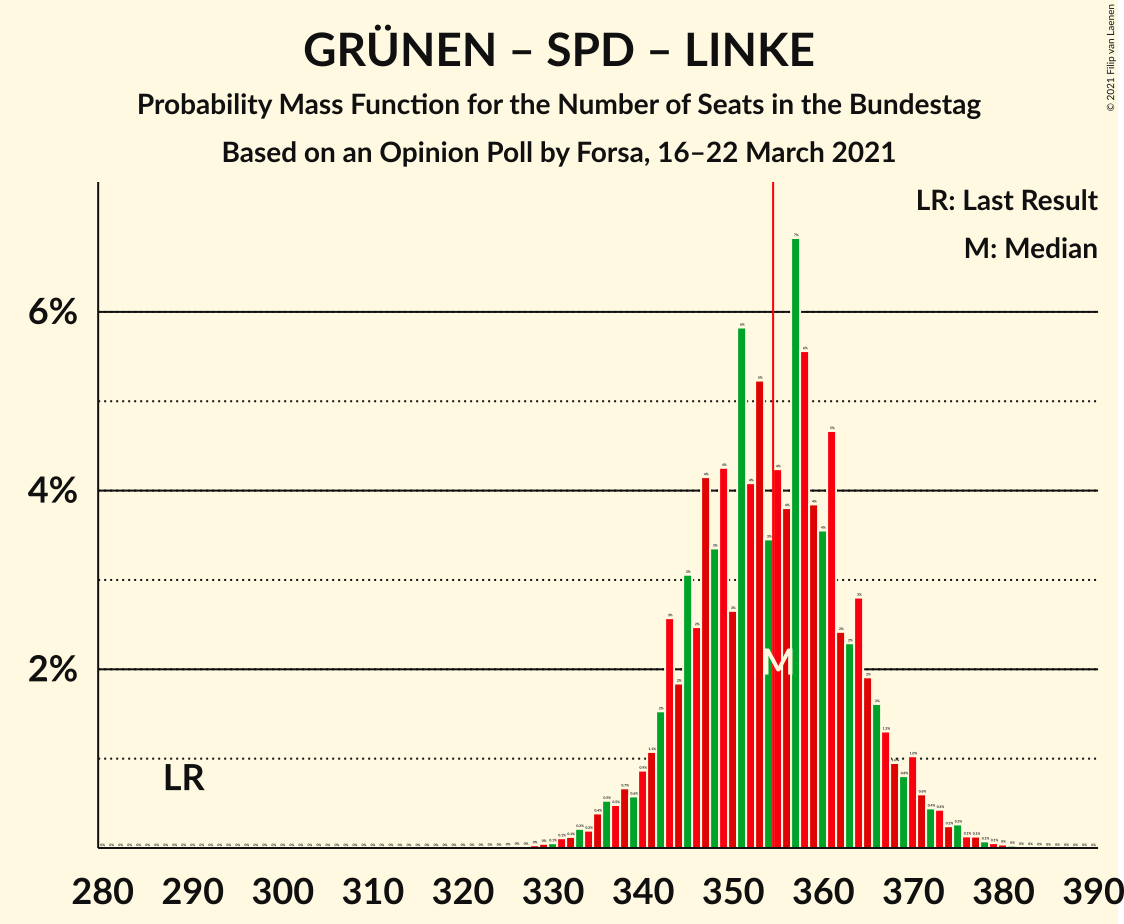 GRÜNEN – SPD – LINKE
Probability Mass Function for the Number of Seats in the Bundestag
Based on an Opinion Poll by Forsa, 16–22 March 2021
© 2021 Filip van Laenen
LR: Last Result
M: Median
6%
4%
2%
LR
M
280 290 300 310 320 330 340 350 360 370 380 390